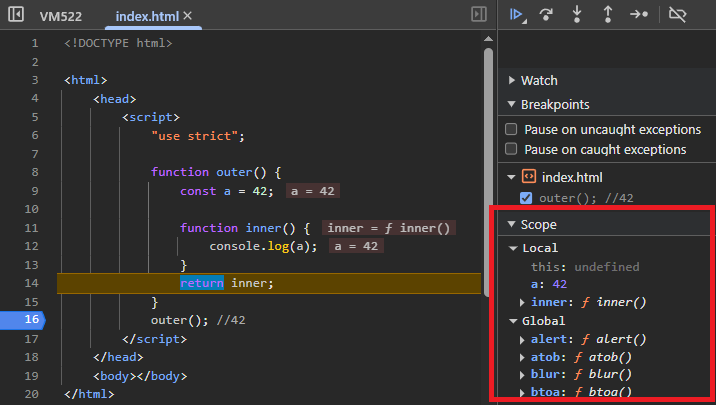 VM522 index.html ×
1 <!DOCTYPE html>
2
3 <html>
4 <head>
5 <script>
6 "use strict";
7
8 function outer() {
9 const a = 42; a = 42
10
11 function inner() { inner = ƒ inner()
12 console.log(a); a = 42
13 }
14 return inner;
15 }
16 outer(); //42
17 </script>
18 </head>
19 <body></body>
20 </html>
Watch
Breakpoints
Pause on uncaught exceptions
Pause on caught exceptions
index.html
outer(); //42
Scope
Local
this: undefined
a: 42
inner: ƒ inner()
Global
alert: ƒ alert()
atob: ƒ atob()
blur: ƒ blur()
btoa: ƒ btoa()